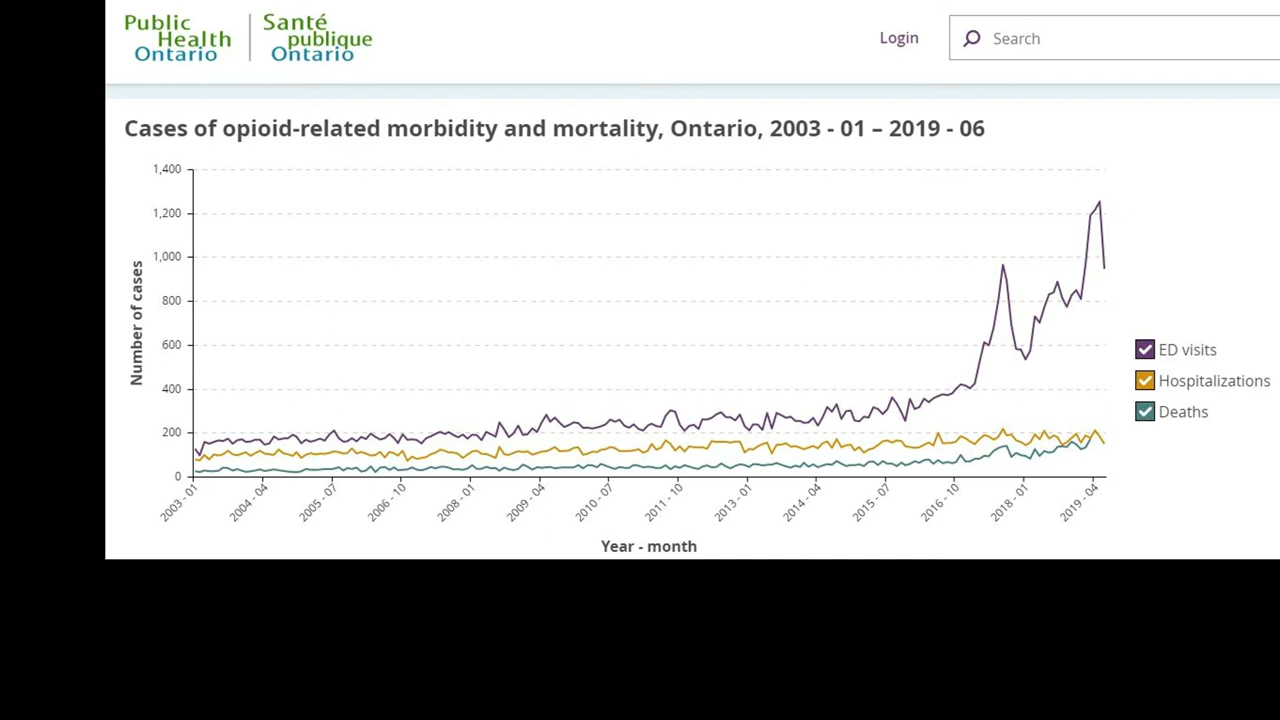 Public
Health
Ontario
Santé
publique
Ontario
Login
Search
Cases of opioid-related morbidity and mortality, Ontario, 2003 - 01 – 2019 - 06
1,400
1,200
1,000
800
600
400
200
0
Number of cases
2003 - 01
2004 - 04
2005 - 07
2006 - 10
2008 - 01
2009 - 04
2010 - 07
2011 - 10
2013 - 01
2014 - 04
2015 - 07
2016 - 10
2018 - 01
2019 - 04
Year - month
ED visits
Hospitalizations
Deaths